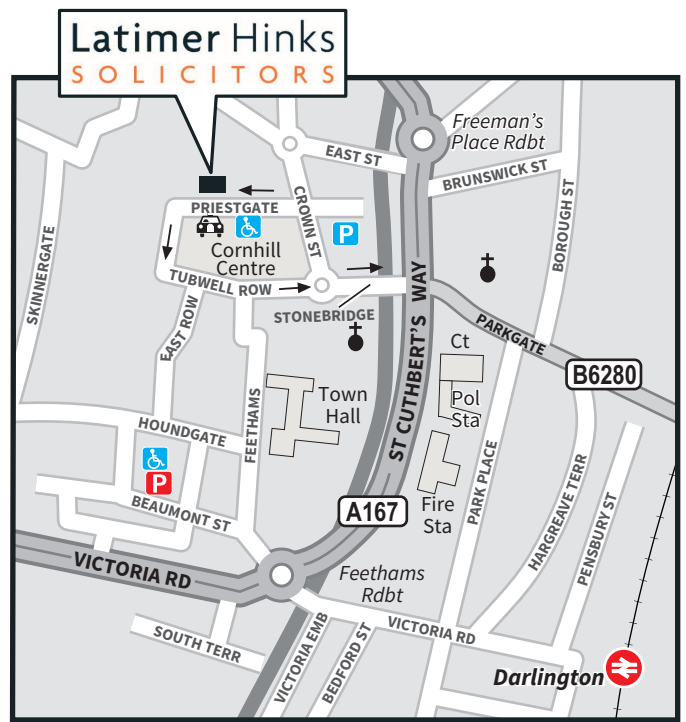 Latimer Hinks
SOLICITORS
Freeman's
Place Rdbt
EAST ST
BRUNSWICK ST
PRIESTGATE
CROWN ST
P
BOROUGH ST
SKINNERGATE
Cornhill
Centre
TUBWELL ROW
STONEBRIDGE
ST CUTHBERT'S WAY
PARKGATE
EAST ROW
Ct
B6280
FEETHAMS
Town
Hall
Pol
Sta
HOUNDGATE
P
BEAUMONT ST
A167
Fire
Sta
PARK PLACE
HARGREAVE TERR
PENSBURY ST
VICTORIA RD
Feethams
Rdbt
SOUTH TERR
VICTORIA EMB
BEDFORD ST
VICTORIA RD
Darlington